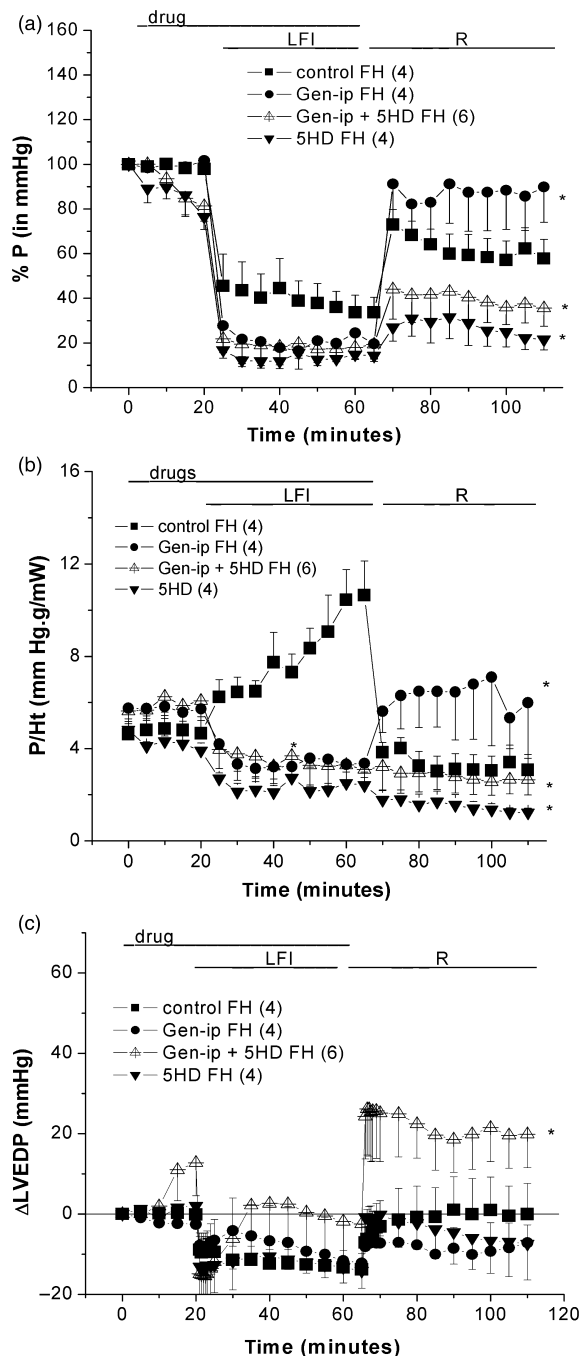 (a)
drug
LFI
R
control FH (4)
Gen-ip FH (4)
Gen-ip + 5HD FH (6)
5HD FH (4)
160
140
120
100
80
60
40
20
0
% P (in mmHg)
*
*
*
0 20 40 60 80 100
Time (minutes)
(b)
drugs
LFI
R
control FH (4)
Gen-ip FH (4)
Gen-ip + 5HD FH (6)
5HD (4)
16
12
8
4
0
P/Ht (mm Hg.g/mW)
*
*
*
*
0 20 40 60 80 100
Time (minutes)
(c)
drug
LFI
R
control FH (4)
Gen-ip FH (4)
Gen-ip + 5HD FH (6)
5HD FH (4)
60
40
20
0
−20
ΔLVEDP (mmHg)
*
0 20 40 60 80 100 120
Time (minutes)